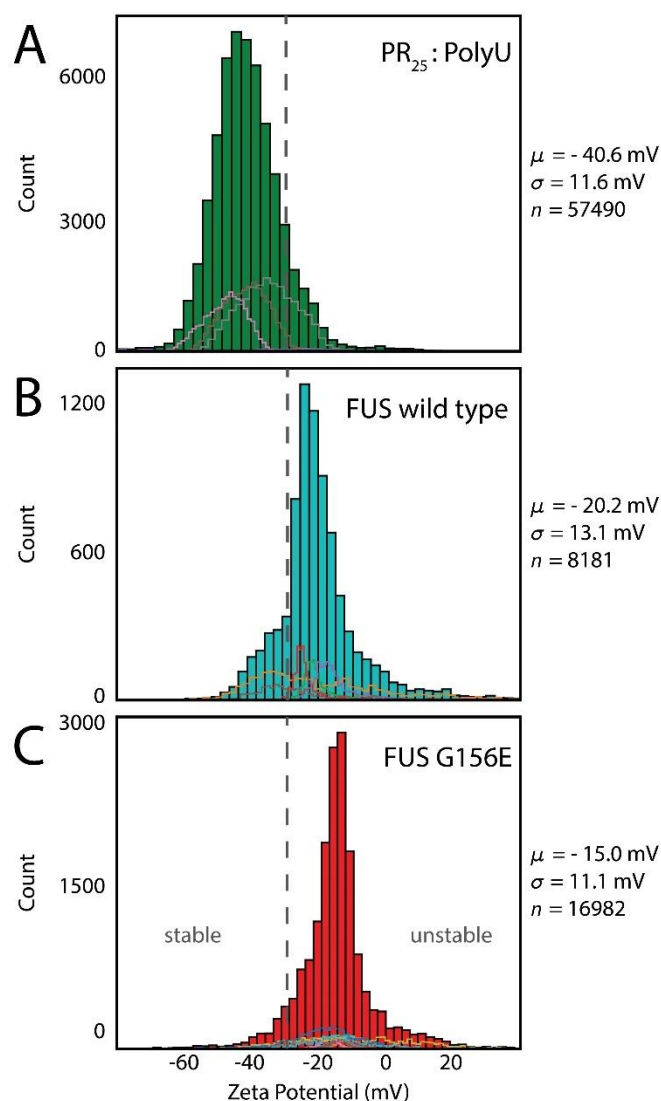 A
PR₂₅: PolyU
6000
3000
0
Count
μ = - 40.6 mV
σ = 11.6 mV
n = 57490
B
FUS wild type
1200
600
0
Count
μ = - 20.2 mV
σ = 13.1 mV
n = 8181
C
FUS G156E
3000
1500
0
Count
stable
unstable
μ = - 15.0 mV
σ = 11.1 mV
n = 16982
-60 -40 -20 0 20
Zeta Potential (mV)